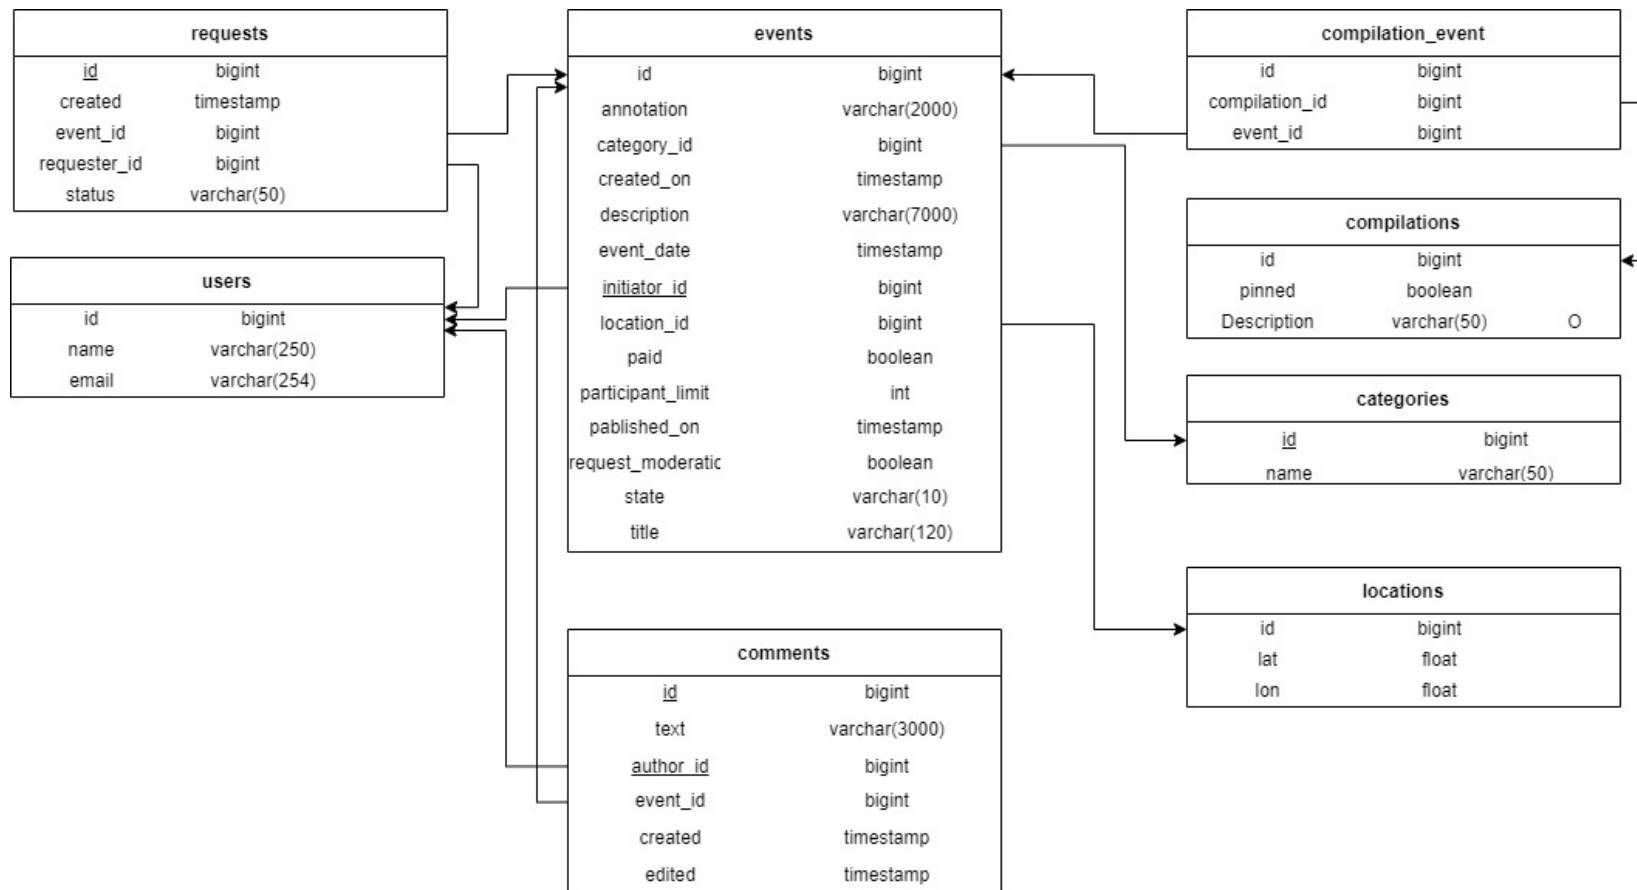 requests
id bigint
created timestamp
event_id bigint
requester_id bigint
status varchar(50)
users
id bigint
name varchar(250)
email varchar(254)
events
id bigint
annotation varchar(2000)
category_id bigint
created_on timestamp
description varchar(7000)
event_date timestamp
initiator_id bigint
location_id bigint
paid boolean
participant_limit int
pablished_on timestamp
request_moderatic boolean
state varchar(10)
title varchar(120)
comments
id bigint
text varchar(3000)
author_id bigint
event_id bigint
created timestamp
edited timestamp
compilation_event
id bigint
compilation_id bigint
event_id bigint
compilations
id bigint
pinned boolean
Description varchar(50) O
categories
id bigint
name varchar(50)
locations
id bigint
lat float
lon float